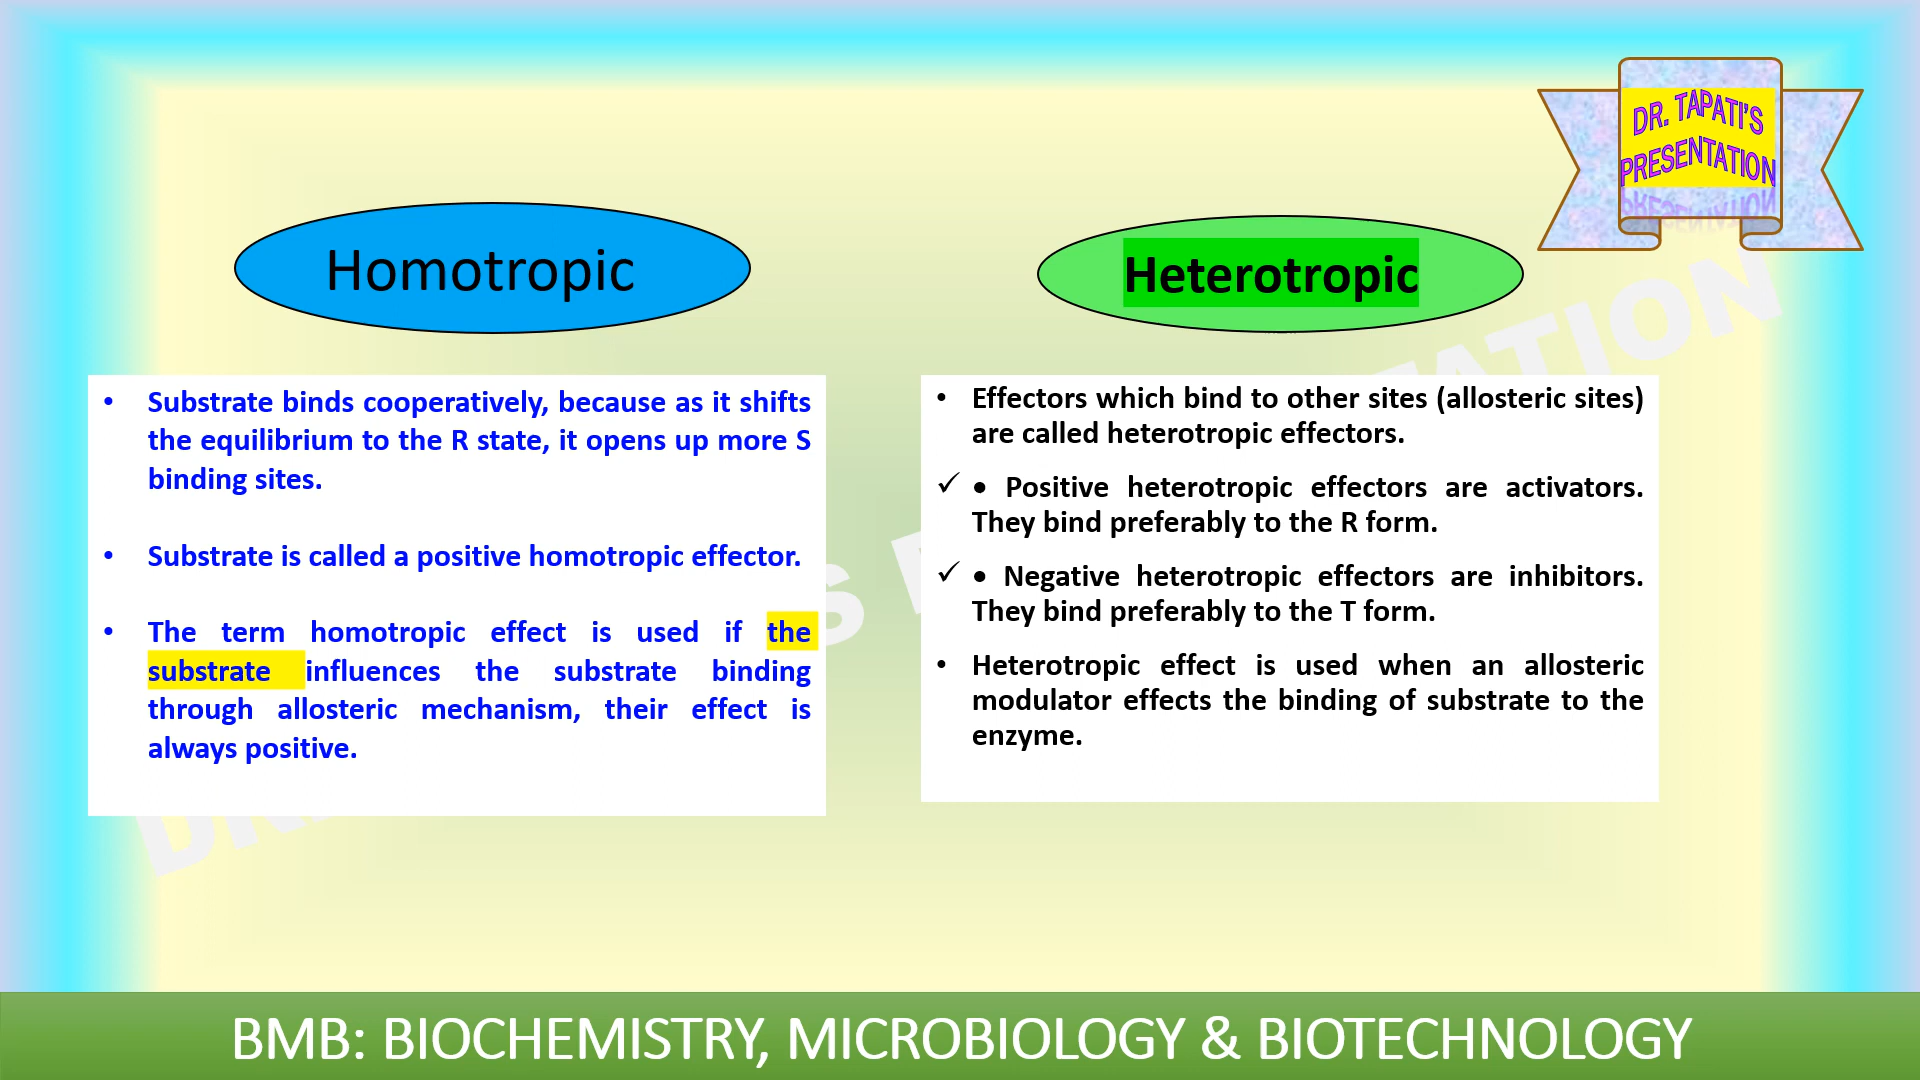 DR. TAPATI'S
PRESENTATION
Homotropic
Heterotropic
• Substrate binds cooperatively, because as it shifts
the equilibrium to the R state, it opens up more S
binding sites.
• Substrate is called a positive homotropic effector.
• The term homotropic effect is used if the
substrate influences the substrate binding
through allosteric mechanism, their effect is
always positive.
• Effectors which bind to other sites (allosteric sites)
are called heterotropic effectors.
✓ • Positive heterotropic effectors are activators.
They bind preferably to the R form.
✓ • Negative heterotropic effectors are inhibitors.
They bind preferably to the T form.
• Heterotropic effect is used when an allosteric
modulator effects the binding of substrate to the
enzyme.
BMB: BIOCHEMISTRY, MICROBIOLOGY & BIOTECHNOLOGY